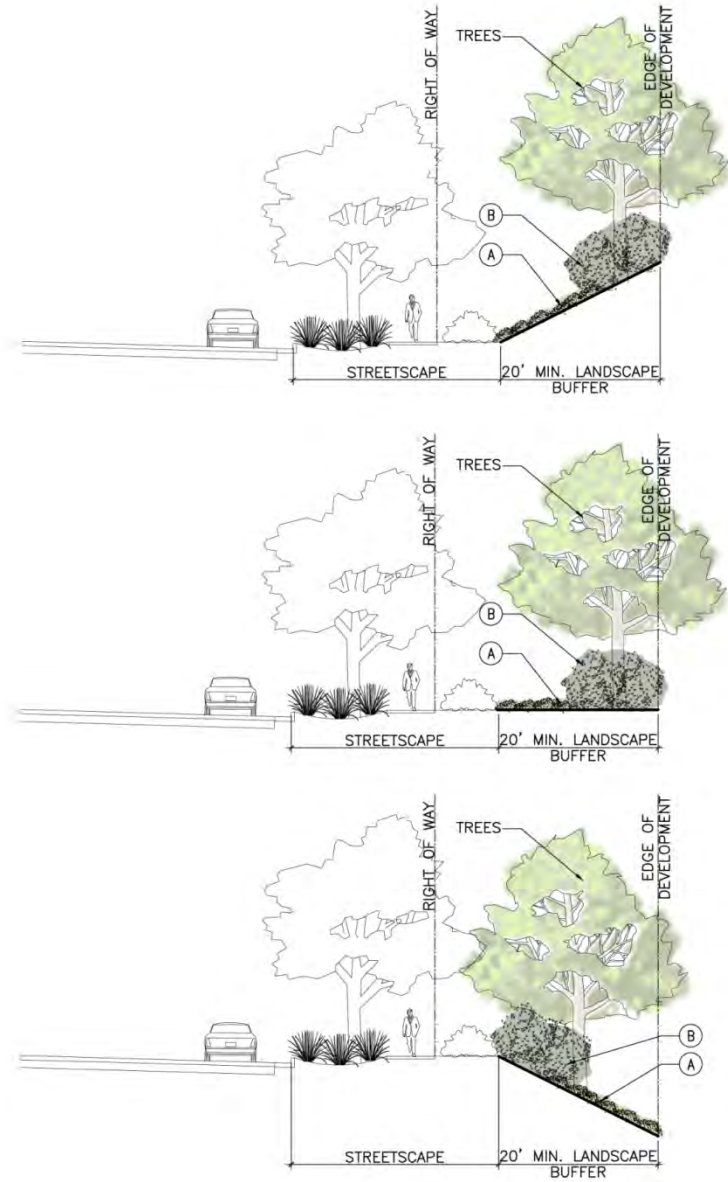 TREES
RIGHT OF WAY
EDGE OF
DEVELOPMENT
B
A
STREETSCAPE
20' MIN. LANDSCAPE
BUFFER
TREES
RIGHT OF WAY
EDGE OF
DEVELOPMENT
B
A
STREETSCAPE
20' MIN. LANDSCAPE
BUFFER
TREES
RIGHT OF WAY
EDGE OF
DEVELOPMENT
B
A
STREETSCAPE
20' MIN. LANDSCAPE
BUFFER